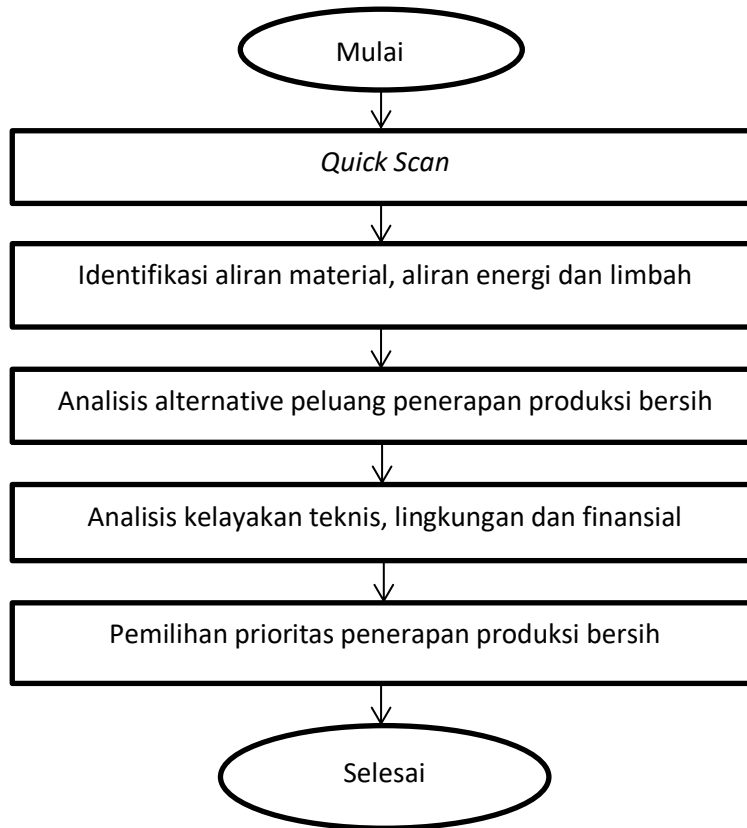 Mulai
Quick Scan
Identifikasi aliran material, aliran energi dan limbah
Analisis alternative peluang penerapan produksi bersih
Analisis kelayakan teknis, lingkungan dan finansial
Pemilihan prioritas penerapan produksi bersih
Selesai